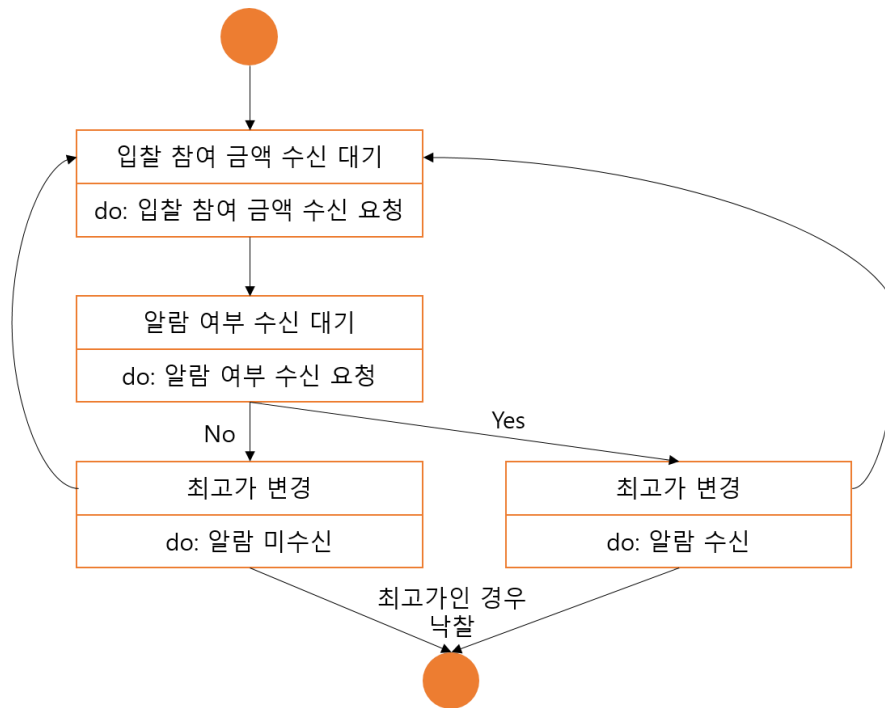 입찰 참여 금액 수신 대기
do: 입찰 참여 금액 수신 요청
알람 여부 수신 대기
do: 알람 여부 수신 요청
No
Yes
최고가 변경
do: 알람 미수신
최고가 변경
do: 알람 수신
최고가인 경우
낙찰